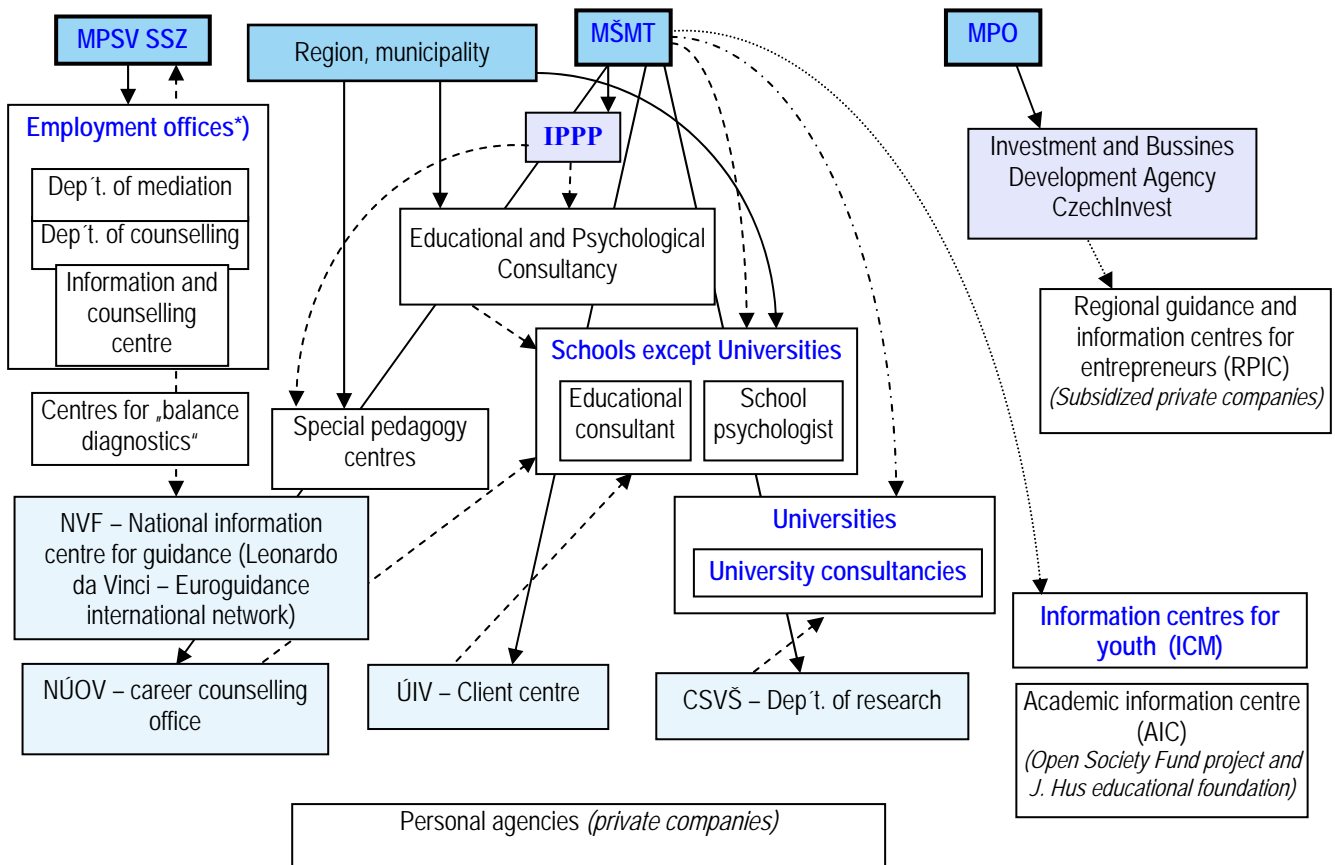 MPSV SSZ
Region, municipality
MŠMT
MPO
Employment offices*)
Dep´t. of mediation
Dep´t. of counselling
Information and
counselling
centre
IPPP
Investment and Bussines
Development Agency
CzechInvest
Educational and Psychological
Consultancy
Regional guidance and
information centres for
entrepreneurs (RPIC)
(Subsidized private companies)
Schools except Universities
Educational
consultant
School
psychologist
Centres for „balance
diagnostics“
Special pedagogy
centres
NVF – National information
centre for guidance (Leonardo
da Vinci – Euroguidance
international network)
Universities
University consultancies
Information centres for
youth (ICM)
NÚOV – career counselling
office
ÚIV – Client centre
CSVŠ – Dep´t. of research
Academic information centre
(AIC)
(Open Society Fund project and
J. Hus educational foundation)
Personal agencies (private companies)